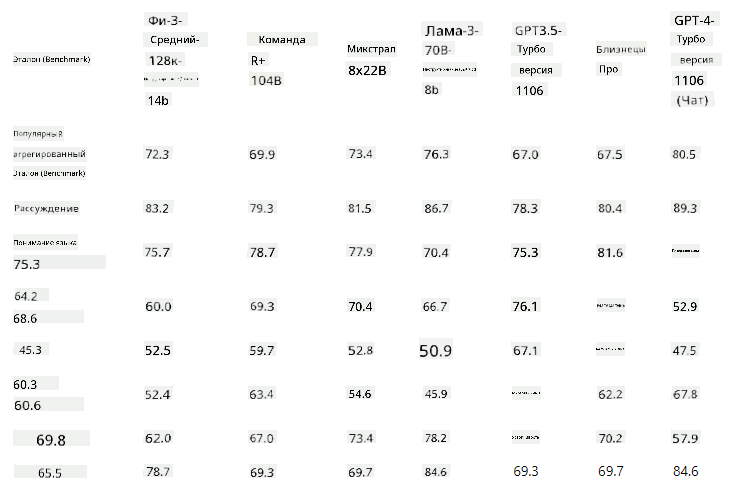 Эталон (Benchmark) Фи-3- Средний- 128к- 14b Команда R+ 104B Микстрал 8x22B Лама-3- 70B- 8b GPT3.5- Турбо версия 1106 Близнецы Про GPT-4- Турбо версия 1106 (Чат)
Популярный агрегированный Эталон (Benchmark) 72.3 69.9 73.4 76.3 67.0 67.5 80.5
Рассуждение 83.2 79.3 81.5 86.7 78.3 80.4 89.3
Понимание языка 75.3 75.7 78.7 77.9 70.4 75.3 81.6
64.2 68.6 60.0 69.3 70.4 66.7 76.1 52.9
45.3 52.5 59.7 52.8 50.9 67.1 47.5
60.3 60.6 52.4 63.4 54.6 45.9 62.2 67.8
69.8 62.0 67.0 73.4 78.2 70.2 57.9
65.5 78.7 69.3 69.7 84.6 69.3 69.7 84.6